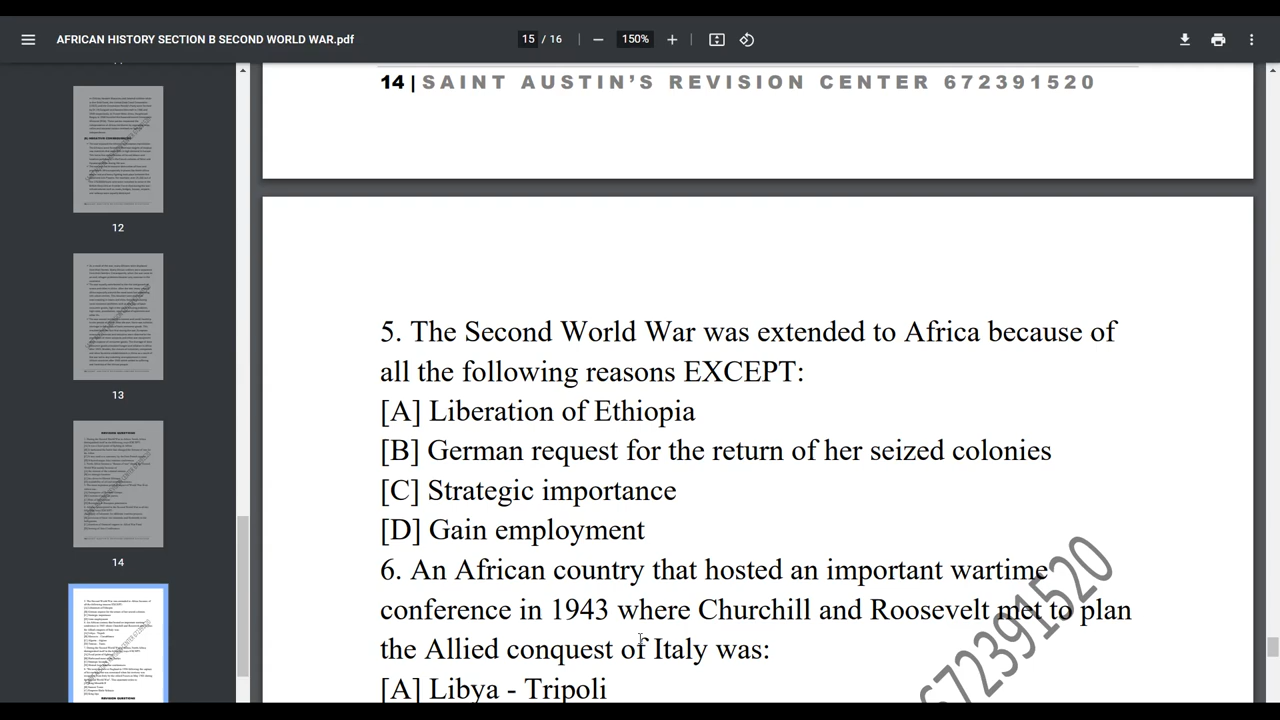 AFRICAN HISTORY SECTION B SECOND WORLD WAR.pdf
15 / 16
150%
12
13
14
14 | SAINT AUSTIN'S REVISION CENTER 672391520
5. The Second World War was extended to Africa because of
all the following reasons EXCEPT:
[A] Liberation of Ethiopia
[B] German request for the return of her seized colonies
[C] Strategic importance
[D] Gain employment
6. An African country that hosted an important wartime
conference in 1943 where Churchill and Roosevelt met to plan
the Allied conquest of Italy was:
[A] Libya - Tripoli
672391520